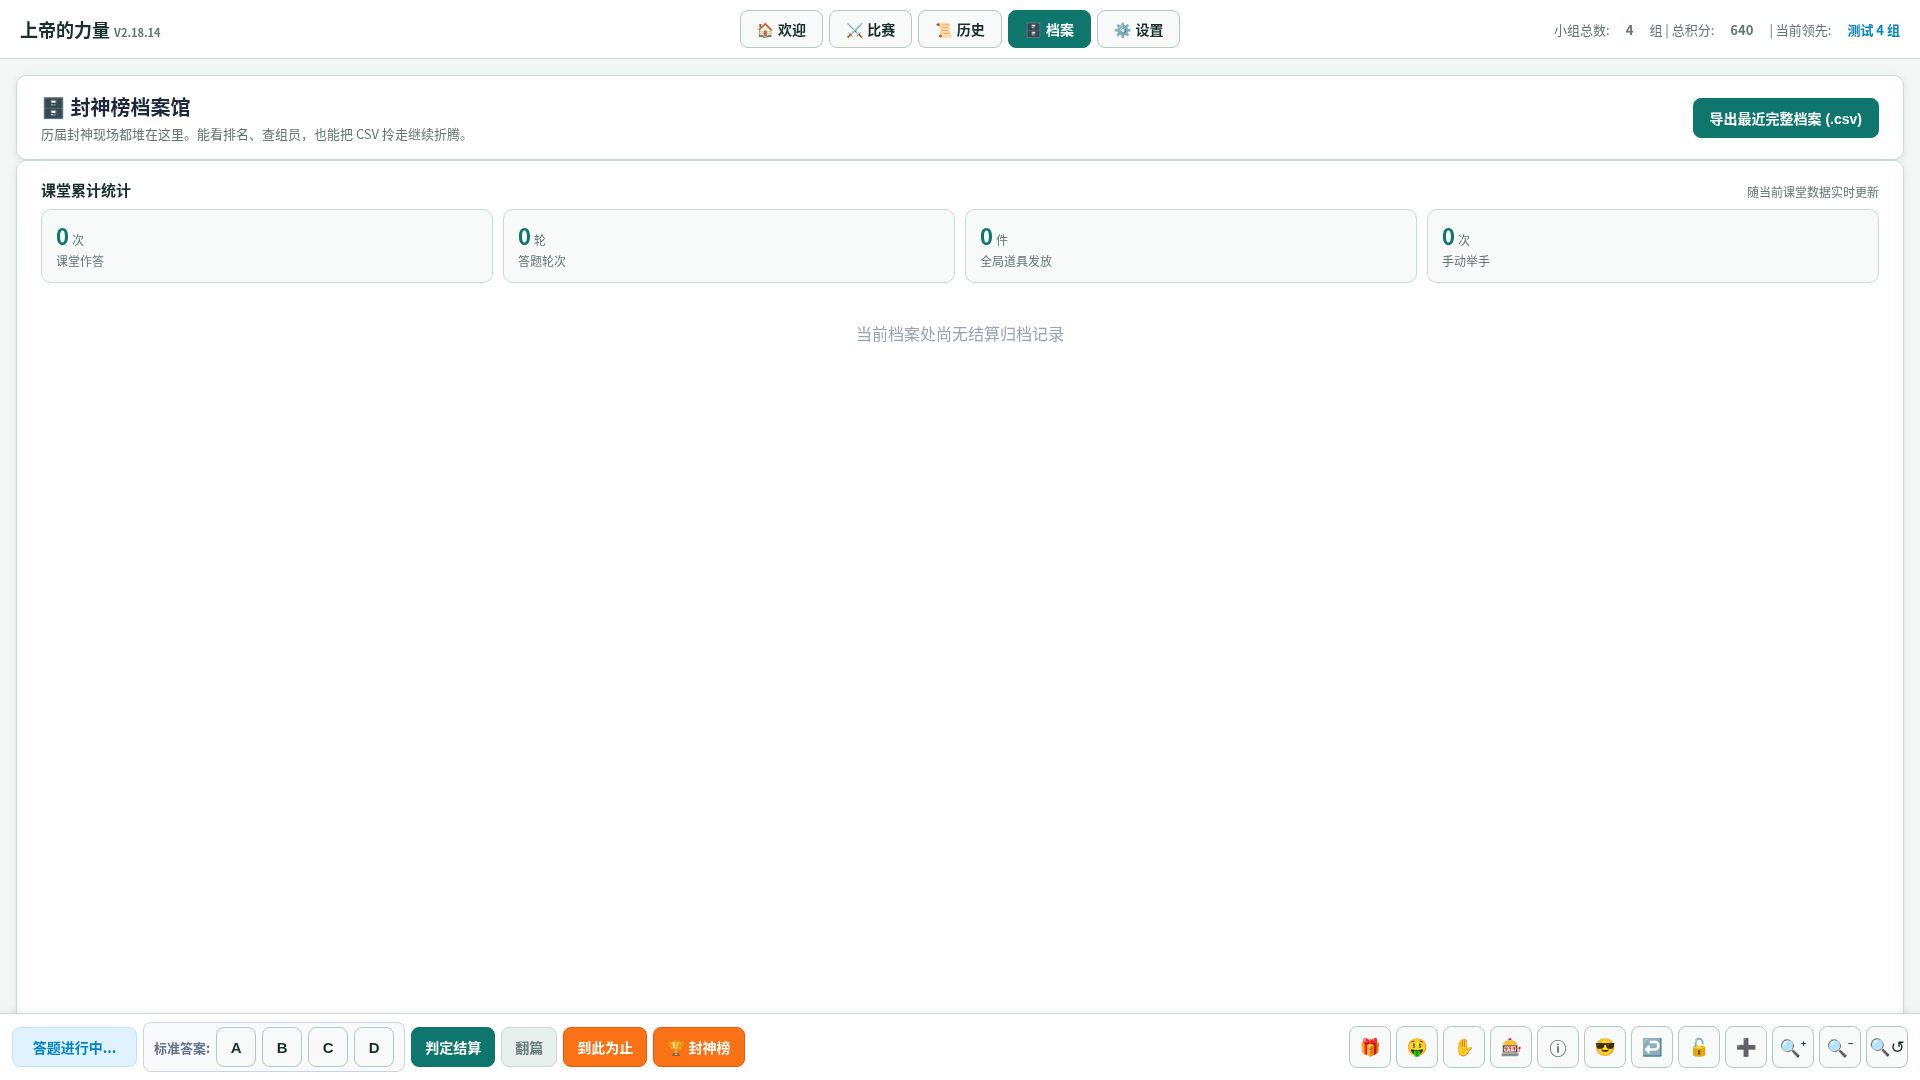 上帝的力量 V2.18.14
欢迎
比赛
历史
档案
设置
小组总数: 4 组 | 总积分: 640 | 当前领先: 测试 4 组
封神榜档案馆
历届封神现场都堆在这里。能看排名、查组员，也能把 CSV 拎走继续折腾。
导出最近完整档案 (.csv)
课堂累计统计
随当前课堂数据实时更新
0 次
课堂作答
0 轮
答题轮次
0 件
全局道具发放
0 次
手动举手
当前档案处尚无结算归档记录
答题进行中...
标准答案: A B C D
判定结算
翻篇
到此为止
封神榜